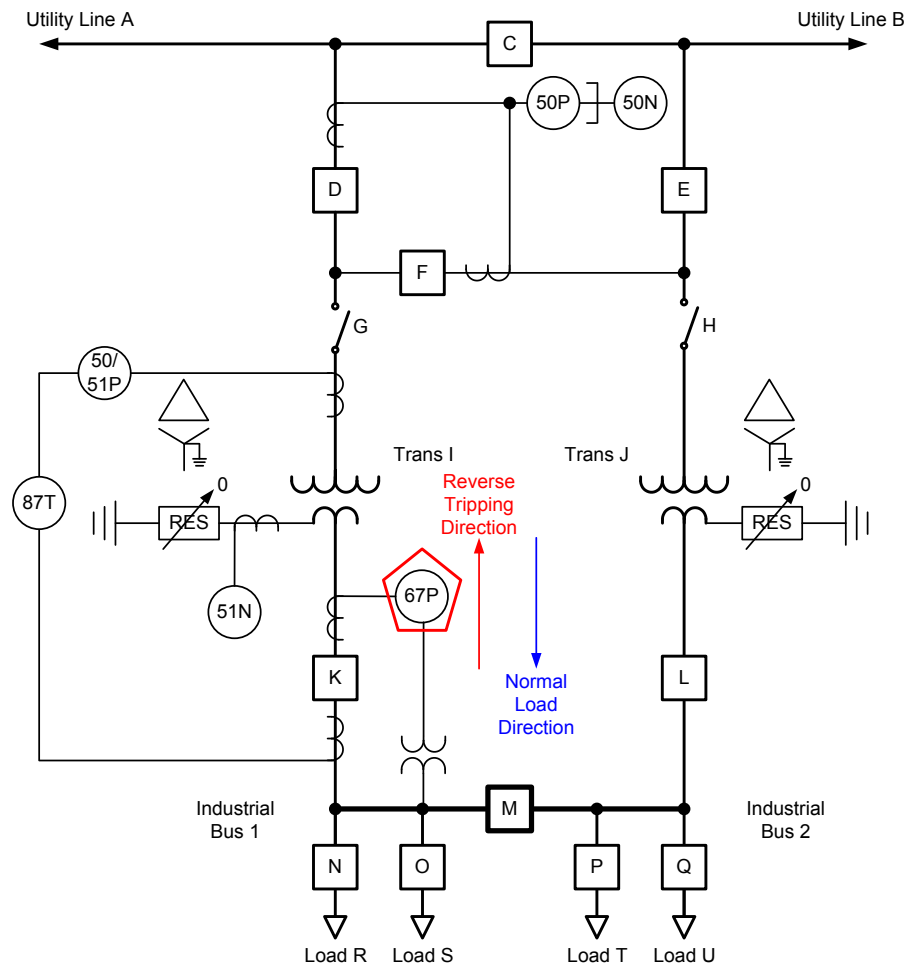 Utility Line A
Utility Line B
C
50P
50N
D
E
F
G
H
50/
51P
Trans I
Trans J
0
0
87T
RES
RES
Reverse
Tripping
Direction
51N
67P
K
L
Normal
Load
Direction
Industrial
Bus 1
M
Industrial
Bus 2
N
O
P
Q
Load R
Load S
Load T
Load U